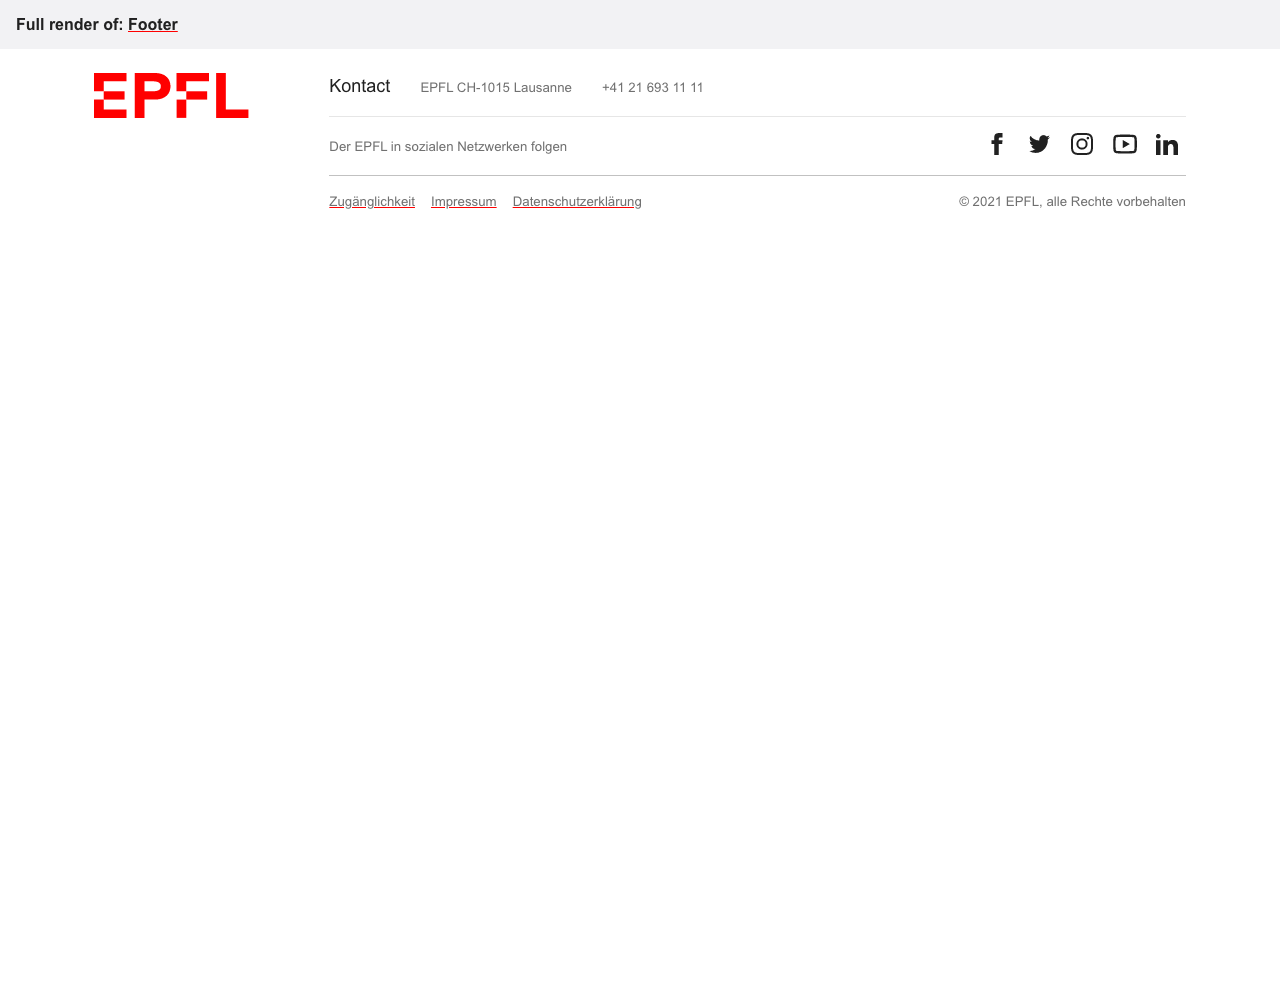 Full render of: Footer
EPFL
Kontact EPFL CH-1015 Lausanne +41 21 693 11 11
Der EPFL in sozialen Netzwerken folgen
Zugänglichkeit Impressum Datenschutzerklärung © 2021 EPFL, alle Rechte vorbehalten